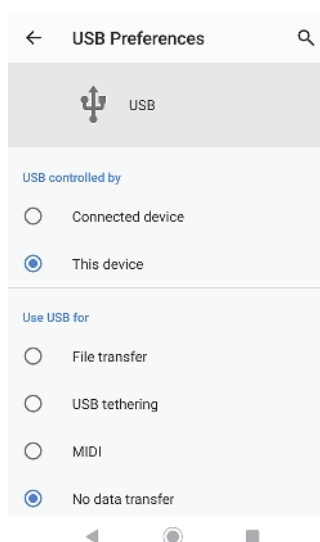 USB Preferences
USB
USB controlled by
Connected device
This device
Use USB for
File transfer
USB tethering
MIDI
No data transfer